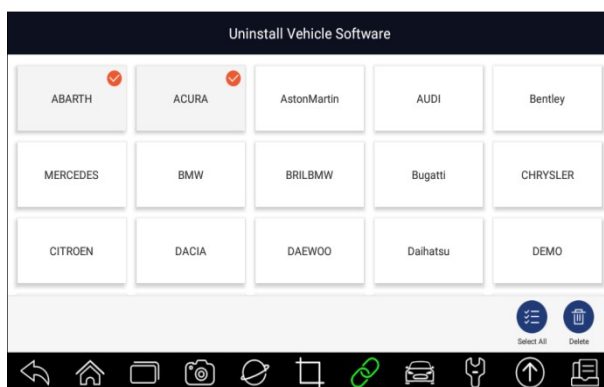 Uninstall Vehicle Software
ABARTH
ACURA
AstonMartin
AUDI
Bentley
MERCEDES
BMW
BRILBMW
Bugatti
CHRYSLER
CITROEN
DACIA
DAEWOO
Daihatsu
DEMO
Select All
Delete